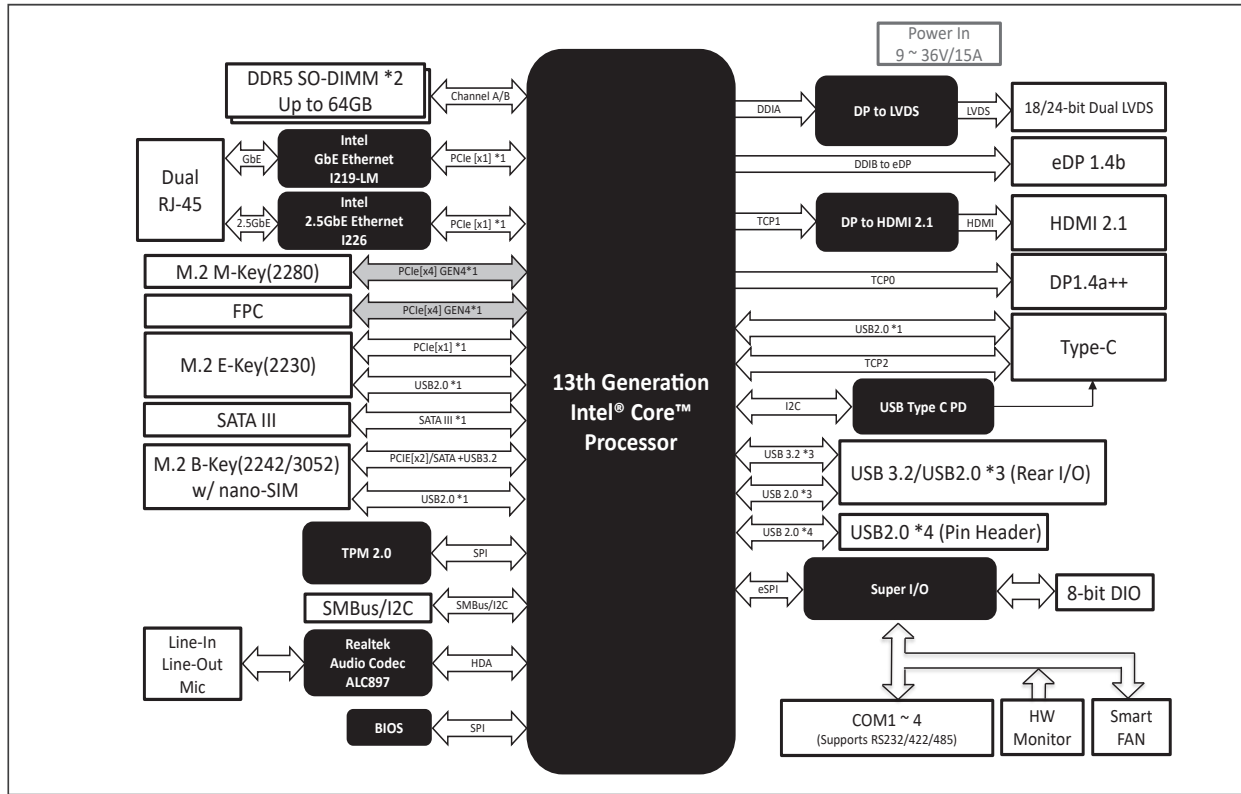 Power In
9 ~ 36V/15A
DDR5 SO-DIMM *2
Up to 64GB
Channel A/B
Dual
RJ-45
GbE
Intel
GbE Ethernet
I219-LM
PCIe [x1] *1
2.5GbE
Intel
2.5GbE Ethernet
I226
PCIe [x1] *1
M.2 M-Key(2280)
PCIe[x4] GEN4*1
FPC
PCIe[x4] GEN4*1
M.2 E-Key(2230)
PCIe[x1] *1
USB2.0 *1
SATA III
SATA III *1
M.2 B-Key(2242/3052)
w/ nano-SIM
PCIE[x2]/SATA +USB3.2
USB2.0 *1
TPM 2.0
SPI
SMBus/I2C
SMBus/I2C
Line-In
Line-Out
Mic
Realtek
Audio Codec
ALC897
HDA
BIOS
SPI
13th Generation
Intel® Core™
Processor
DDIA
DP to LVDS
LVDS
18/24-bit Dual LVDS
DDIB to eDP
eDP 1.4b
TCP1
DP to HDMI 2.1
HDMI
HDMI 2.1
TCP0
DP1.4a++
USB2.0 *1
TCP2
Type-C
I2C
USB Type C PD
USB 3.2 *3
USB 2.0 *3
USB 3.2/USB2.0 *3 (Rear I/O)
USB 2.0 *4
USB2.0 *4 (Pin Header)
eSPI
Super I/O
8-bit DIO
COM1 ~ 4
(Supports RS232/422/485)
HW
Monitor
Smart
FAN